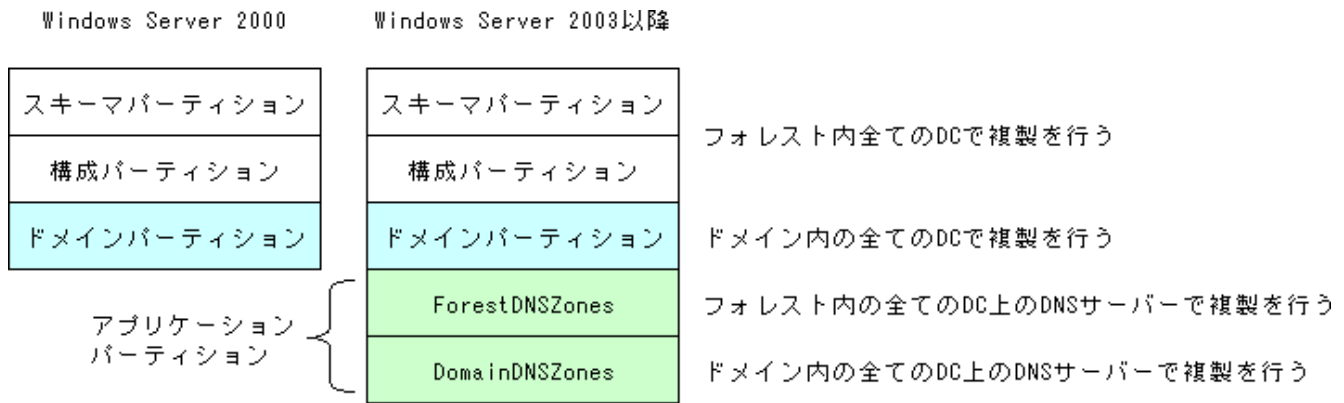 Windows Server 2000
Windows Server 2003以降
スキーマパーティション
スキーマパーティション
フォレスト内全てのDCで複製を行う
構成パーティション
構成パーティション
ドメインパーティション
ドメインパーティション
ドメイン内の全てのDCで複製を行う
アプリケーション
パーティション
ForestDNSZones
フォレスト内の全てのDC上のDNSサーバーで複製を行う
DomainDNSZones
ドメイン内の全てのDC上のDNSサーバーで複製を行う